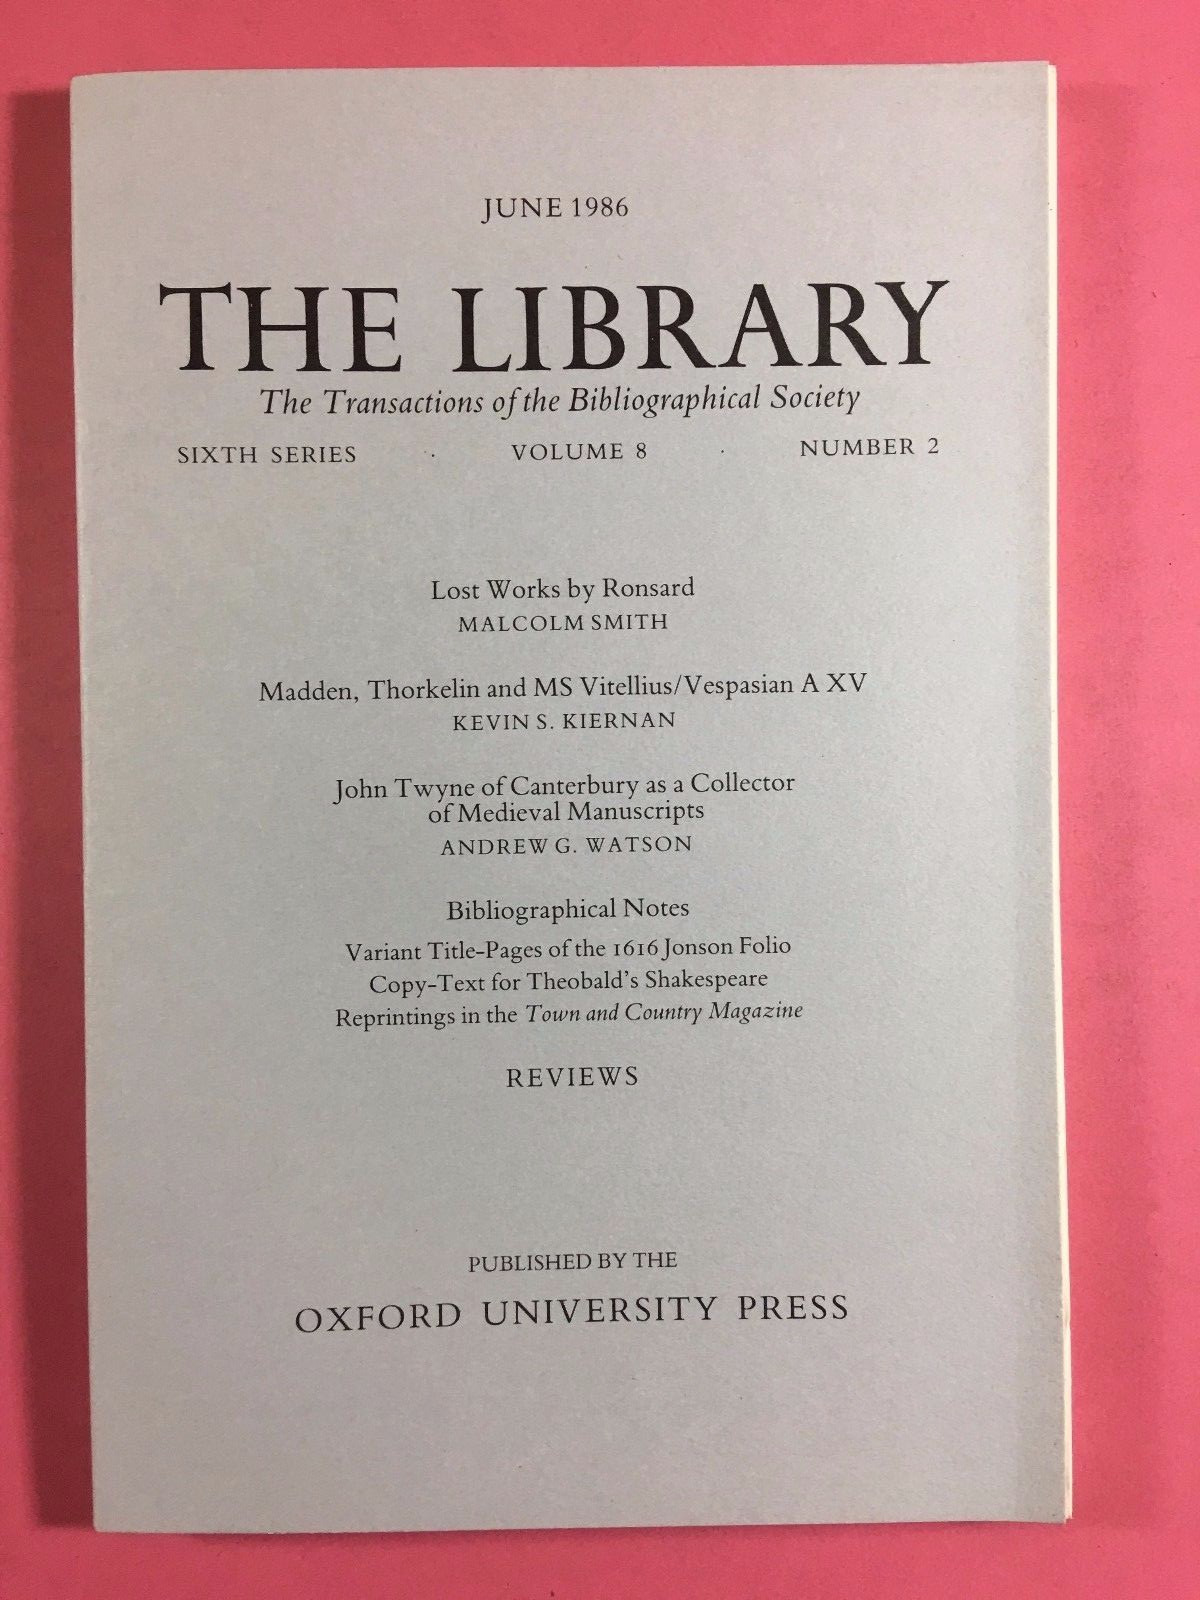 JUNE 1986
THE LIBRARY
The Transactions of the Bibliographical Society
SIXTH SERIES · VOLUME 8 · NUMBER 2
Lost Works by Ronsard
MALCOLM SMITH
Madden, Thorkelin and MS Vitellius/Vespasian A XV
KEVIN S. KIERNAN
John Twyne of Canterbury as a Collector
of Medieval Manuscripts
ANDREW G. WATSON
Bibliographical Notes
Variant Title-Pages of the 1616 Jonson Folio
Copy-Text for Theobald's Shakespeare
Reprintings in the Town and Country Magazine
REVIEWS
PUBLISHED BY THE
OXFORD UNIVERSITY PRESS